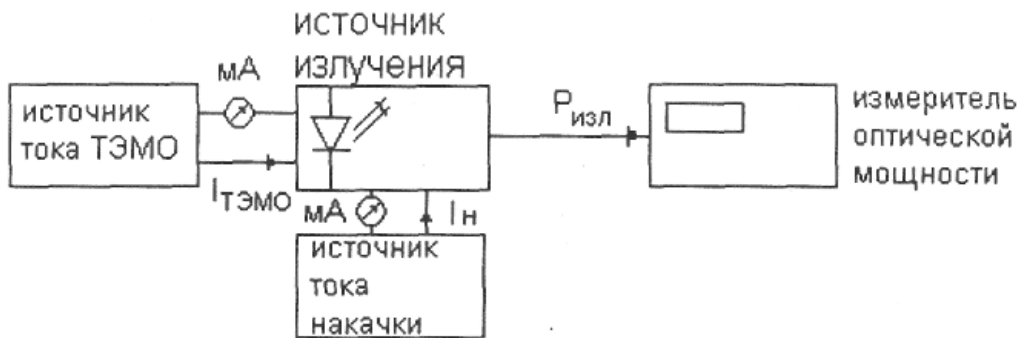 источник
излучения
мА
источник
тока ТЭМО
IТЭМО
мА
Iн
источник
тока
накачки
Pизл
измеритель
оптической
мощности